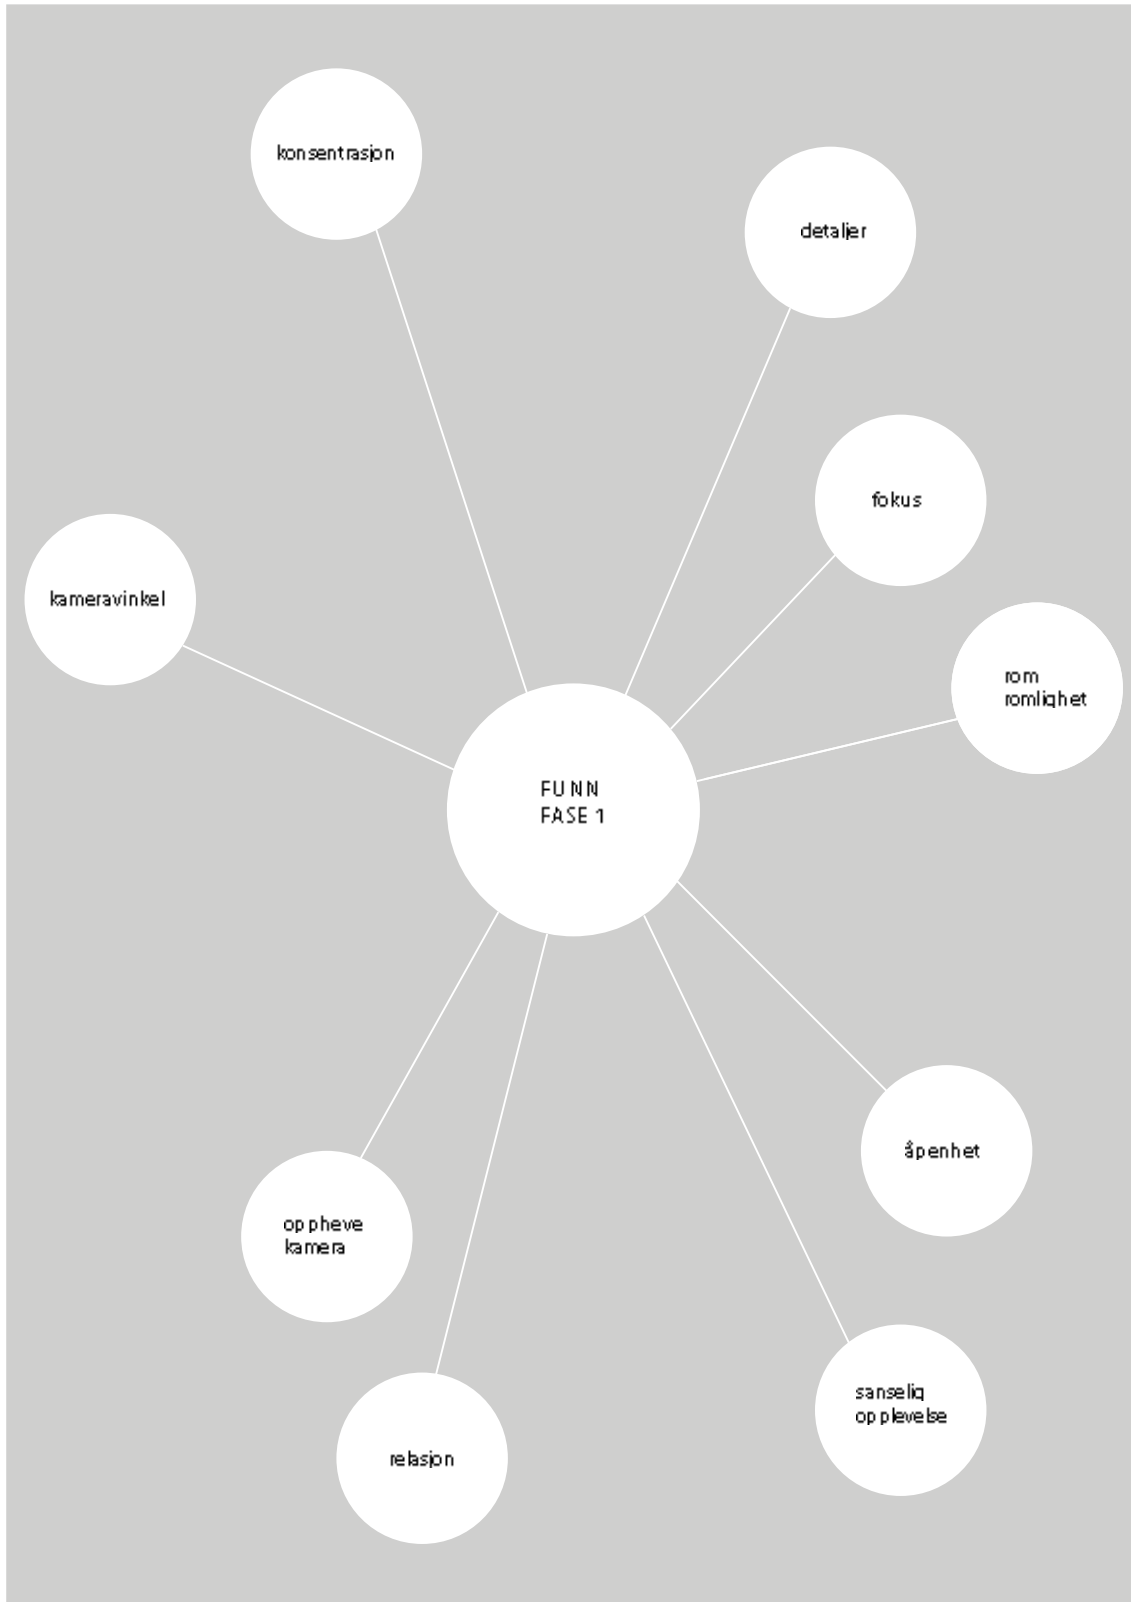 konsentrasjon
detaljer
fokus
kameravinkel
rom
romlighet
FUNN
FASE 1
åpenhet
oppheve
kamera
sanselig
opplevelse
relasjon